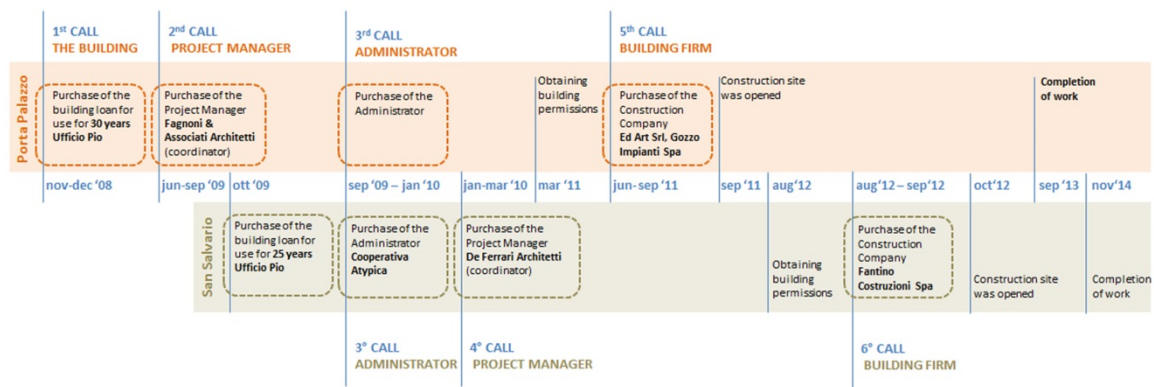 1st CALL
THE BUILDING
2nd CALL
PROJECT MANAGER
3rd CALL
ADMINISTRATOR
5th CALL
BUILDING FIRM
Porta Palazzo
Purchase of the
building loan for
use for 30 years
Ufficio Pio
Purchase of the
Project Manager
Fagnoni &
Associati Architetti
(coordinator)
Purchase of the
Administrator
Obtaining
building
permissions
Purchase of the
Construction
Company
Ed Art Srl, Gozzo
Impianti Spa
Construction site
was opened
Completion
of work
nov-dec ‘08
jun-sep ‘09
ott ‘09
sep ‘09 – jan ‘10
jan-mar ‘10
mar ‘11
jun- sep ‘11
sep ‘11
aug‘12
aug‘12 – sep‘12
oct‘12
sep ‘13
nov‘14
San Salvario
Purchase of the
building loan for
use for 25 years
Ufficio Pio
Purchase of the
Administrator
Cooperativa
Atypica
Purchase of the
Project Manager
De Ferrari Architetti
(coordinator)
Obtaining
building
permissions
Purchase of the
Construction
Company
Fantino
Costruzioni Spa
Construction site
was opened
Completion
of work
3° CALL
ADMINISTRATOR
4° CALL
PROJECT MANAGER
6° CALL
BUILDING FIRM